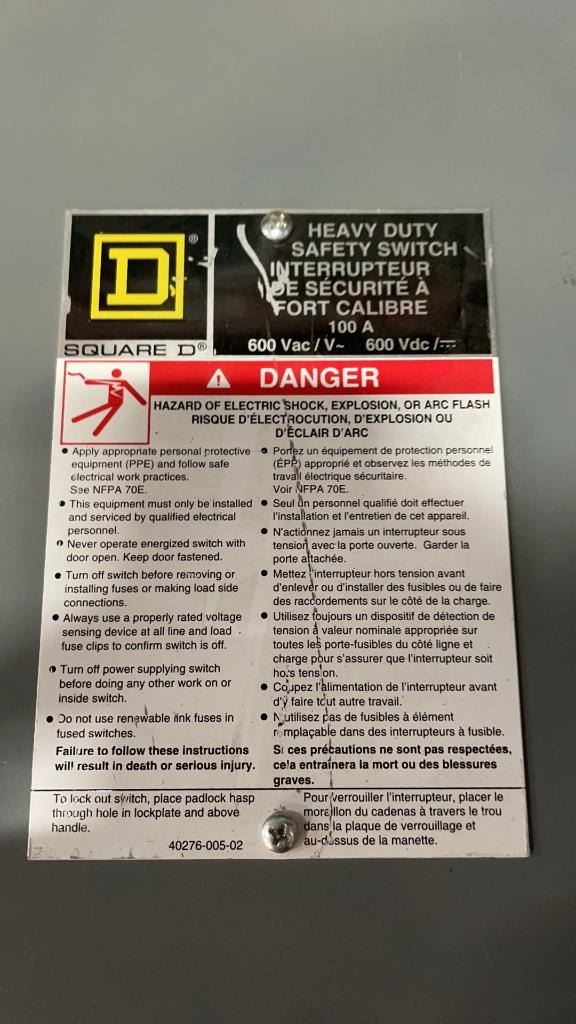 D®
SQUARE D®
HEAVY DUTY
SAFETY SWITCH
INTERRUPTEUR
DE SÉCURITÉ À
FORT CALIBRE
100 A
600 Vac / V~ 600 Vdc / ⎓
⚠ DANGER
HAZARD OF ELECTRIC SHOCK, EXPLOSION, OR ARC FLASH
RISQUE D'ÉLECTROCUTION, D'EXPLOSION OU
D'ÉCLAIR D'ARC
• Apply appropriate personal protective
equipment (PPE) and follow safe
electrical work practices.
See NFPA 70E.
• This equipment must only be installed
and serviced by qualified electrical
personnel.
• Never operate energized switch with
door open. Keep door fastened.
• Turn off switch before removing or
installing fuses or making load side
connections.
• Always use a properly rated voltage
sensing device at all line and load
fuse clips to confirm switch is off.
• Turn off power supplying switch
before doing any other work on or
inside switch.
• Do not use renewable link fuses in
fused switches.
Failure to follow these instructions
will result in death or serious injury.
• Portez un équipement de protection personnel
(ÉPP) approprié et observez les méthodes de
travail électrique sécuritaire.
Voir NFPA 70E.
• Seul un personnel qualifié doit effectuer
l'installation et l'entretien de cet appareil.
• N'actionnez jamais un interrupteur sous
tension avec la porte ouverte. Garder la
porte attachée.
• Mettez l'interrupteur hors tension avant
d'enlever ou d'installer des fusibles ou de faire
des raccordements sur le côté de la charge.
• Utilisez toujours un dispositif de détection de
tension à valeur nominale appropriée sur
toutes les porte-fusibles du côté ligne et
charge pour s'assurer que l'interrupteur soit
hors tension.
• Coupez l'alimentation de l'interrupteur avant
d'y faire tout autre travail.
• N'utilisez pas de fusibles à élément
remplaçable dans des interrupteurs à fusible.
Si ces précautions ne sont pas respectées,
cela entraînera la mort ou des blessures
graves.
To lock out switch, place padlock hasp
through hole in lockplate and above
handle.
40276-005-02
Pour verrouiller l'interrupteur, placer le
moraillon du cadenas à travers le trou
dans la plaque de verrouillage et
au-dessus de la manette.